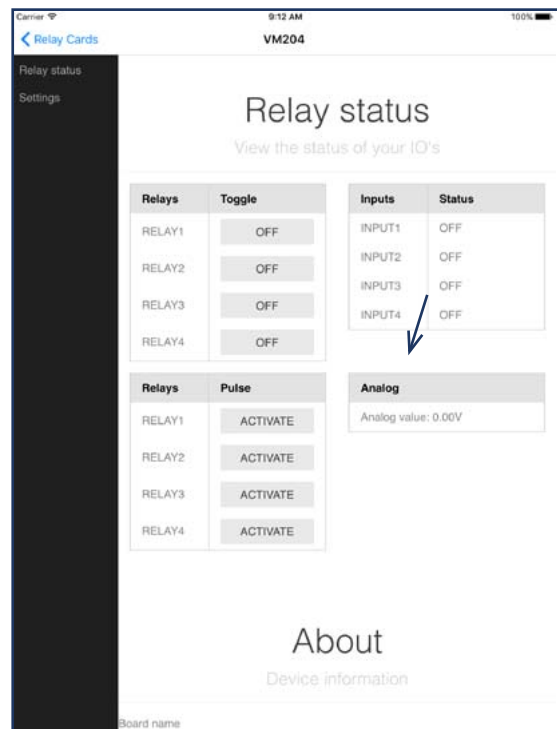 Carrier 9:12 AM 100%
Relay Cards VM204
Relay status
Settings
Relay status
View the status of your IO's
Relays Toggle
RELAY1 OFF
RELAY2 OFF
RELAY3 OFF
RELAY4 OFF
Inputs Status
INPUT1 OFF
INPUT2 OFF
INPUT3 OFF
INPUT4 OFF
Relays Pulse
RELAY1 ACTIVATE
RELAY2 ACTIVATE
RELAY3 ACTIVATE
RELAY4 ACTIVATE
Analog
Analog value: 0.00V
About
Device information
Board name